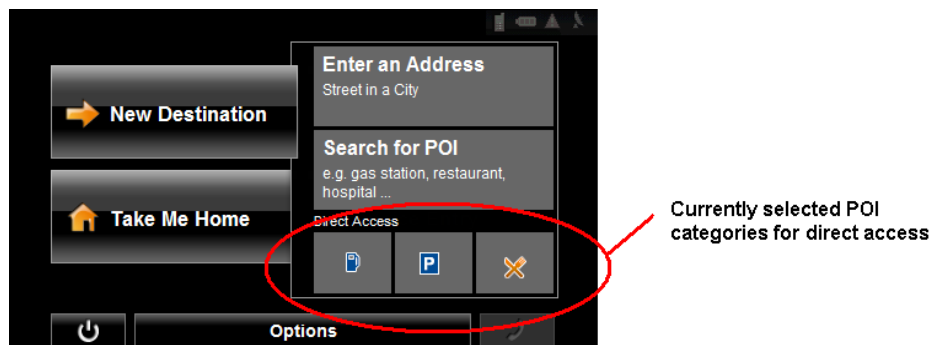 Enter an Address
Street in a City
New Destination
Search for POI
e.g. gas station, restaurant,
hospital ...
Take Me Home
Direct Access
P
Currently selected POI
categories for direct access
Options